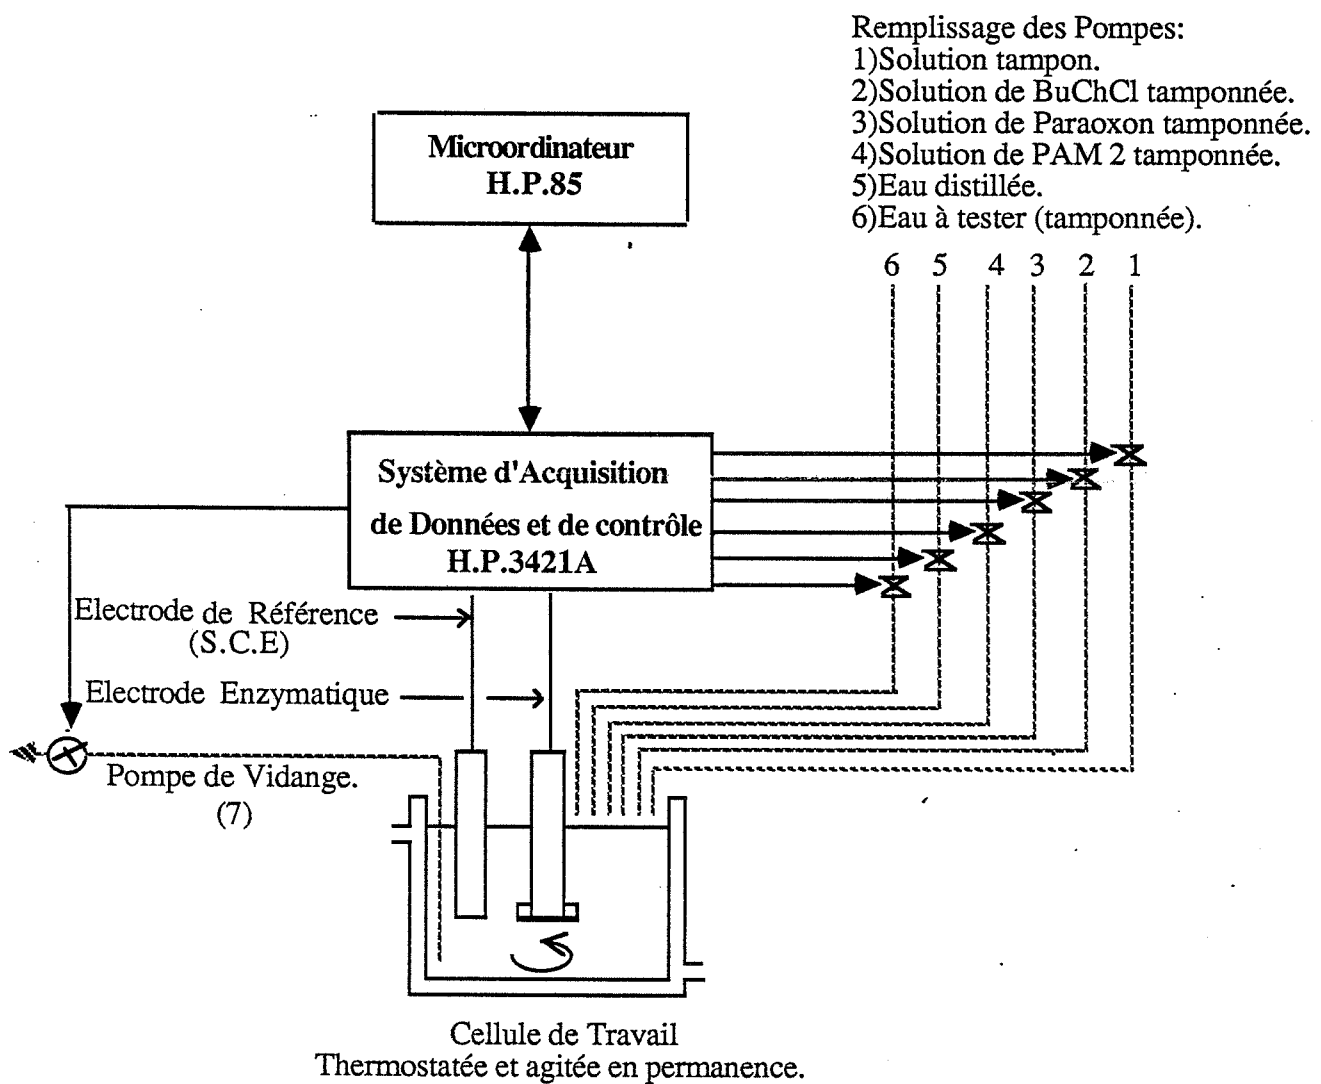 Remplissage des Pompes:
1)Solution tampon.
2)Solution de BuChCl tamponnée.
3)Solution de Paraoxon tamponnée.
4)Solution de PAM 2 tamponnée.
5)Eau distillée.
6)Eau à tester (tamponnée).
6 5 4 3 2 1
Microordinateur
H.P.85
Système d'Acquisition
de Données et de contrôle
H.P.3421A
Electrode de Référence
(S.C.E)
Electrode Enzymatique
Pompe de Vidange.
(7)
Cellule de Travail
Thermostatée et agitée en permanence.